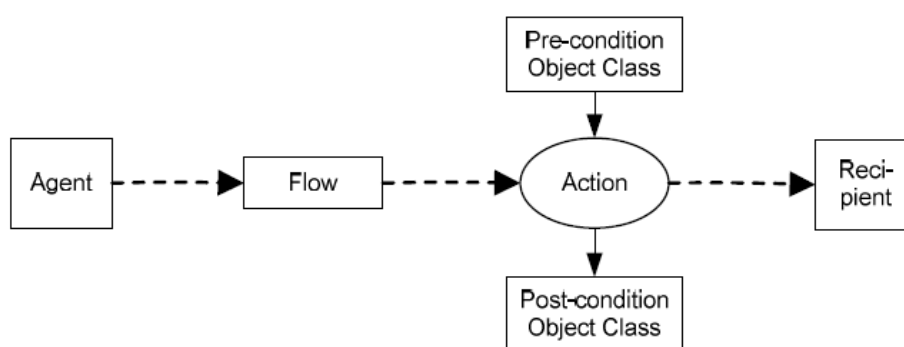 Pre-condition
Object Class
Agent
Flow
Action
Reci-
pient
Post-condition
Object Class